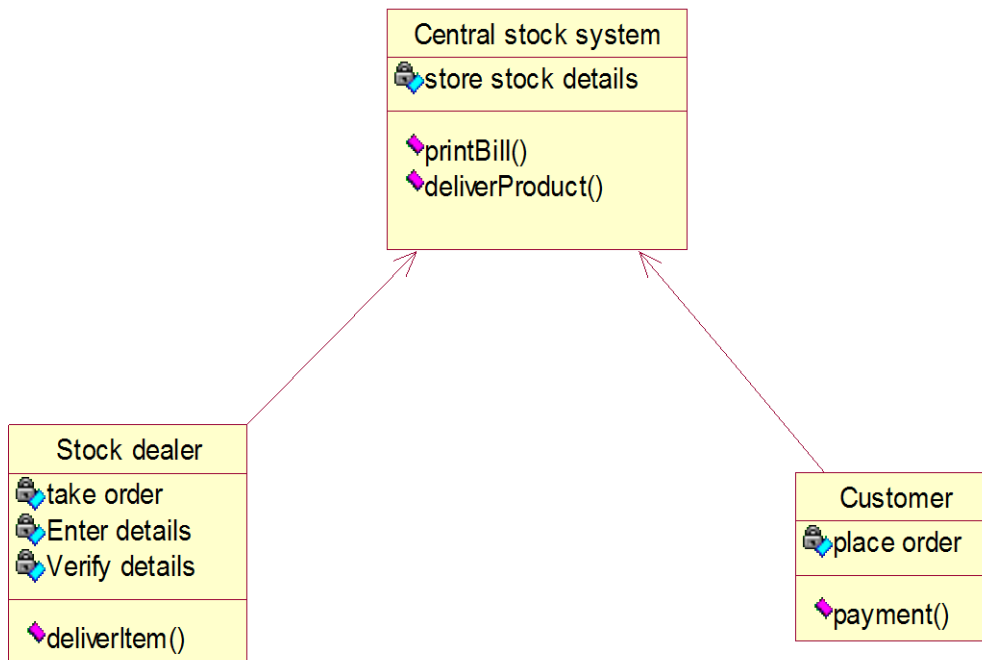 Central stock system
store stock details
printBill()
deliverProduct()
Stock dealer
take order
Enter details
Verify details
deliverItem()
Customer
place order
payment()